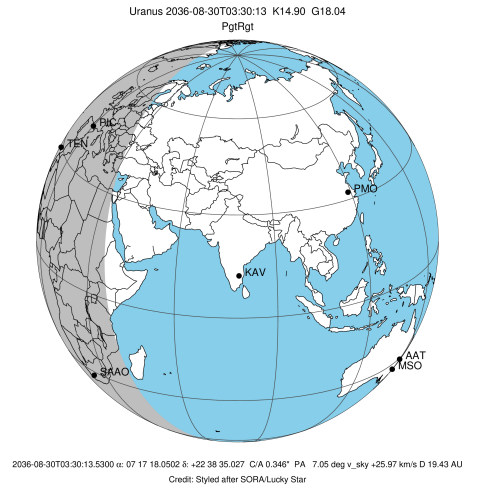 Uranus 2036-08-30T03:30:13 K14.90 G18.04
PgtRgt
PIC
TEN
PMO
KAV
AAT
MSO
SAAO
2036-08-30T03:30:13.5300 α: 07 17 18.0502 δ: +22 38 35.027 C/A 0.346" PA 7.05 deg v_sky +25.97 km/s D 19.43 AU
Credit: Styled after SORA/Lucky Star